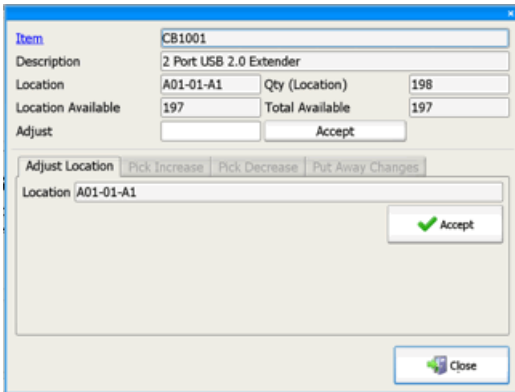 Item CB1001
Description 2 Port USB 2.0 Extender
Location A01-01-A1 Qty (Location) 198
Location Available 197 Total Available 197
Adjust Accept
Adjust Location Pick Increase Pick Decrease Put Away Changes
Location A01-01-A1
Accept
Close